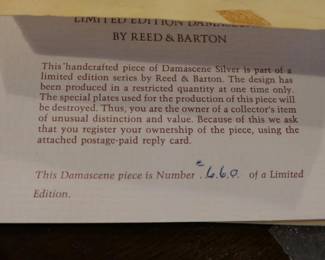 LIMITED EDITION
BY REED & BARTON
This handcrafted piece of Damascene Silver is part of a
limited edition series by Reed & Barton. The design has
been produced in a restricted quantity at one time only.
The special plates used for the production of this piece will
be destroyed. Thus, you are the owner of a collector's item
of unusual distinction and value. Because of this we ask
that you register your ownership of the piece, using the
attached postage-paid reply card.
This Damascene piece is Number 660 of a Limited
Edition.